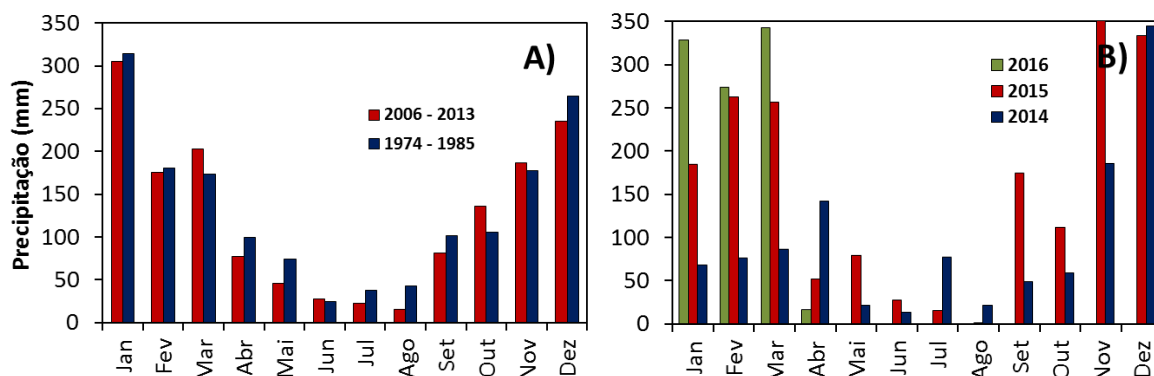 Precipitação (mm)
350
300
250
200
150
100
50
0
A)
2006 - 2013
1974 - 1985
Jan
Fev
Mar
Abr
Mai
Jun
Jul
Ago
Set
Out
Nov
Dez
350
300
250
200
150
100
50
0
B)
2016
2015
2014
Jan
Fev
Mar
Abr
Mai
Jun
Jul
Ago
Set
Out
Nov
Dez